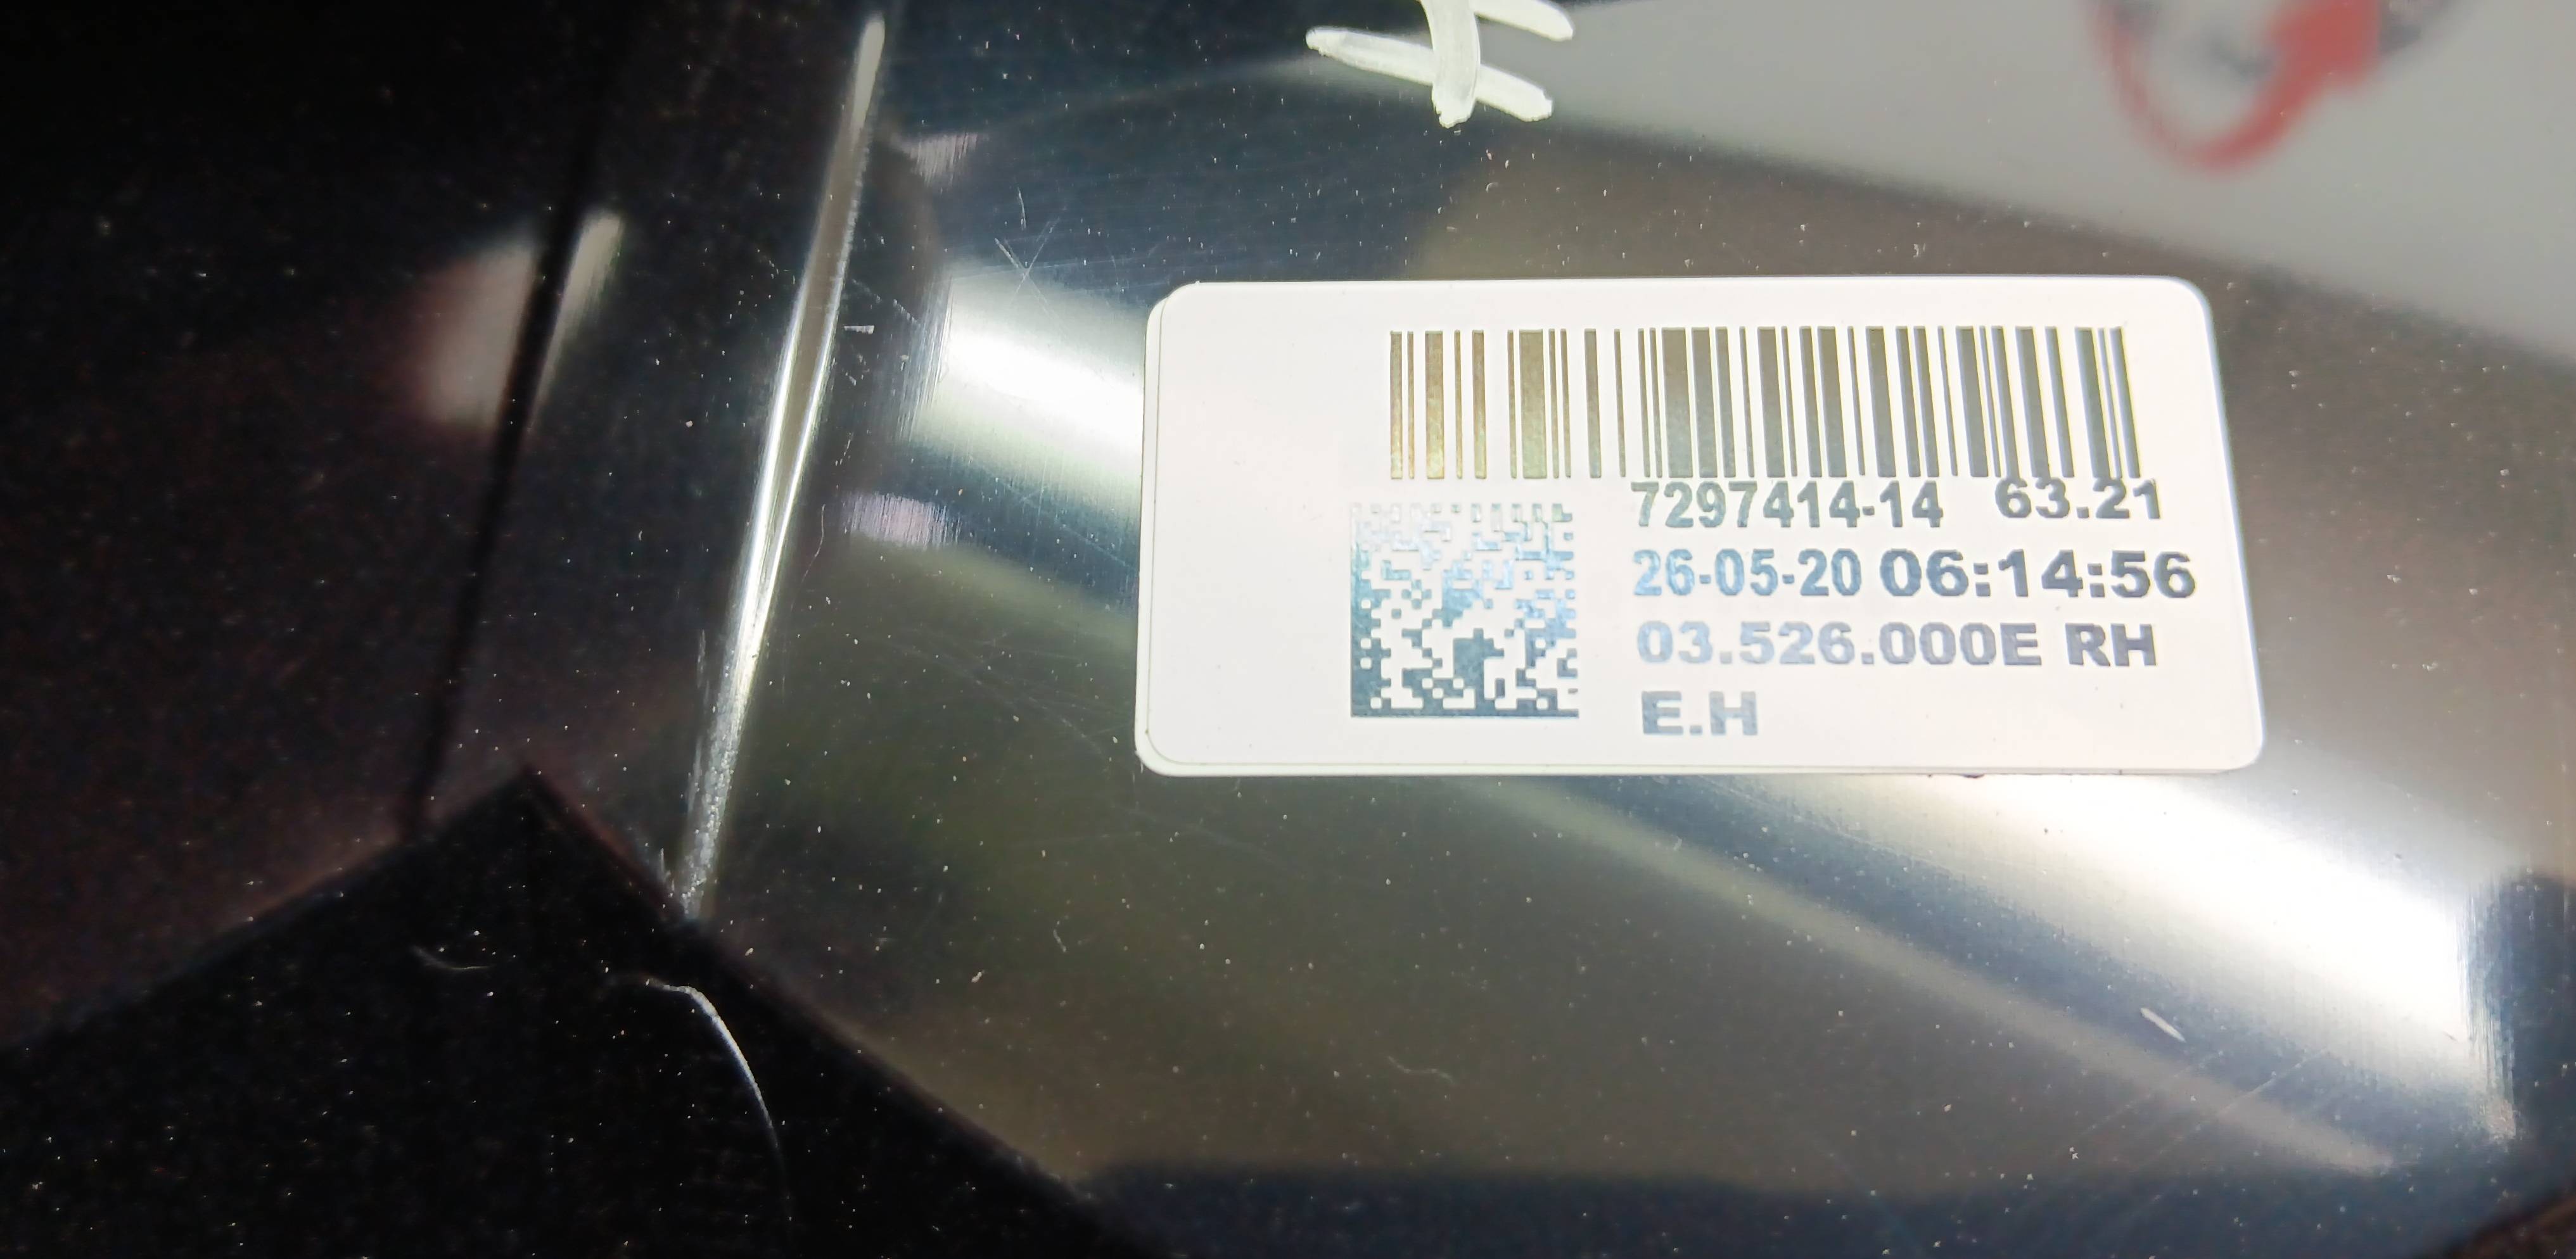 7297414-14 63.21
26-05-20 06:14:56
03.526.000E RH
E.H